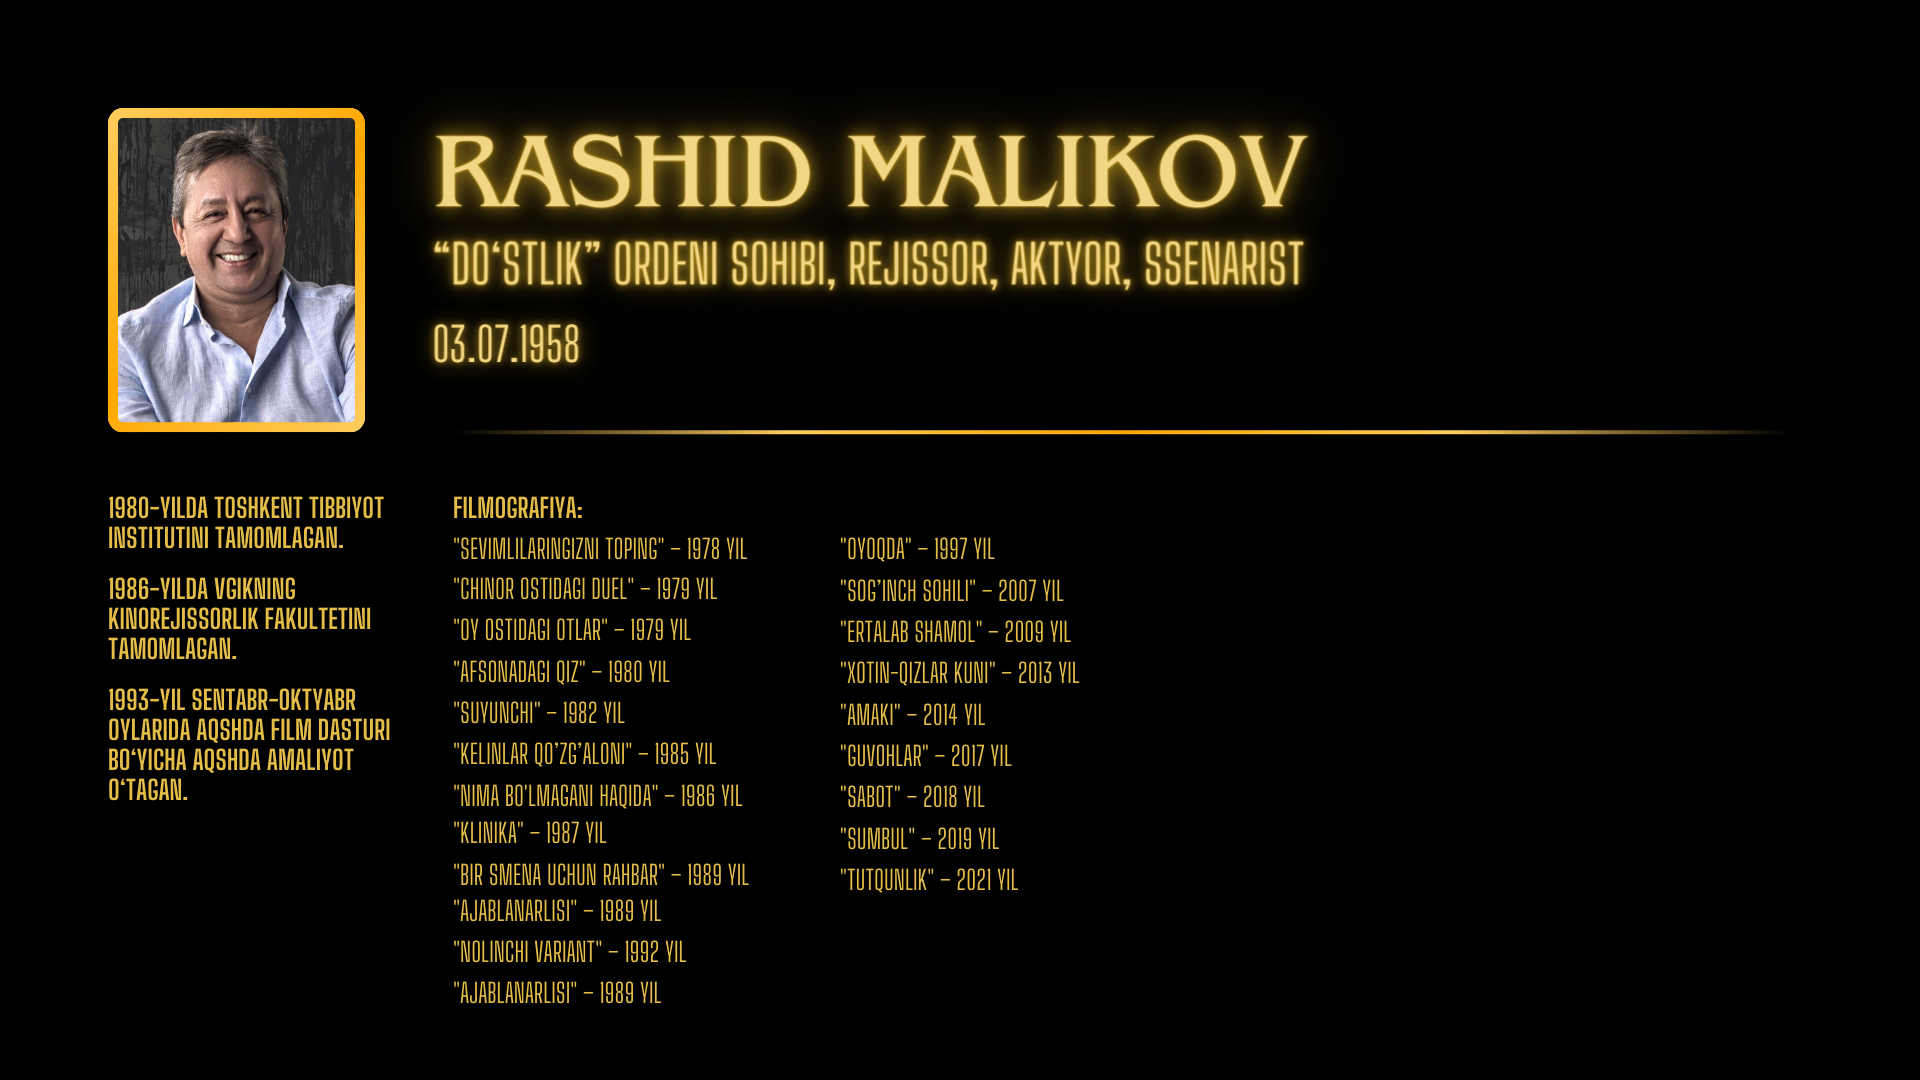 RASHID MALIKOV
“DO‘STLIK” ORDENI SOHIBI, REJISSOR, AKTYOR, SSENARIST
03.07.1958
1980-YILDA TOSHKENT TIBBIYOT
INSTITUTINI TAMOMLAGAN.
1986-YILDA VGIKNING
KINOREJISSORLIK FAKULTETINI
TAMOMLAGAN.
1993-YIL SENTABR-OKTYABR
OYLARIDA AQSHDA FILM DASTURI
BO‘YICHA AQSHDA AMALIYOT
O‘TAGAN.
FILMOGRAFIYA:
"SEVIMLILARINGIZNI TOPING" – 1978 YIL
"CHINOR OSTIDAGI DUEL" – 1979 YIL
"OY OSTIDAGI OTLAR" – 1979 YIL
"AFSONADAGI QIZ" – 1980 YIL
"SUYUNCHI" – 1982 YIL
"KELINLAR QO’ZG’ALONI" – 1985 YIL
"NIMA BO'LMAGANI HAQIDA" – 1986 YIL
"KLINIKA" – 1987 YIL
"BIR SMENA UCHUN RAHBAR" – 1989 YIL
"AJABLANARLISI" – 1989 YIL
"NOLINCHI VARIANT" – 1992 YIL
"AJABLANARLISI" – 1989 YIL
"OYOQDA" – 1997 YIL
"SOG’INCH SOHILI" – 2007 YIL
"ERTALAB SHAMOL" – 2009 YIL
"XOTIN-QIZLAR KUNI" – 2013 YIL
"AMAKI" – 2014 YIL
"GUVOHLAR" – 2017 YIL
"SABOT" – 2018 YIL
"SUMBUL" – 2019 YIL
"TUTQUNLIK" – 2021 YIL